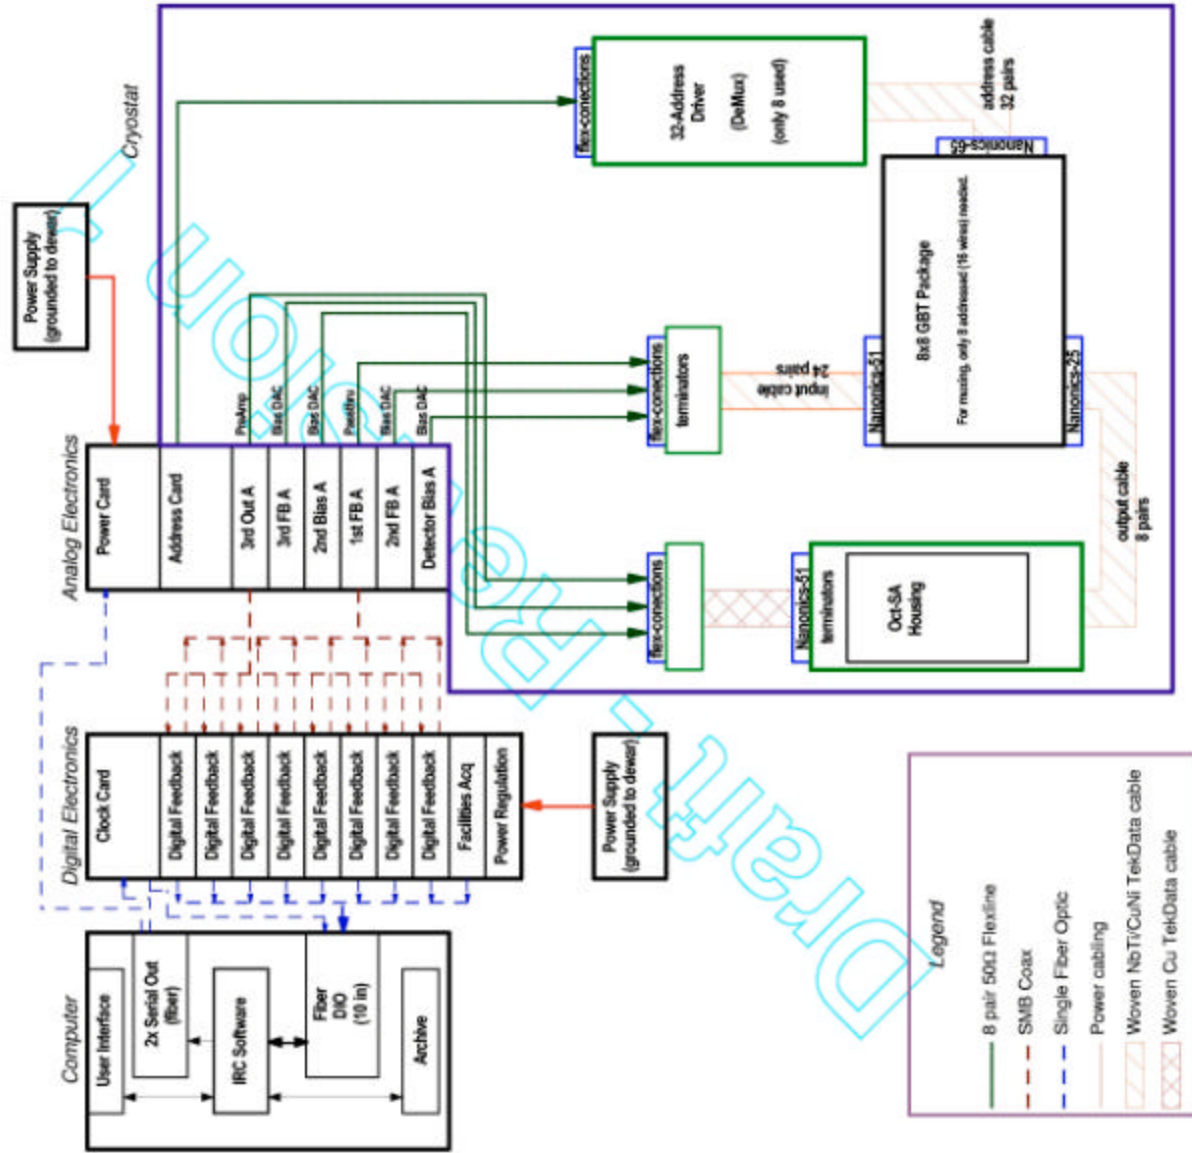 Computer
User Interface
2x Serial Out
(fiber)
IRC Software
Fiber
DIO
(10 in)
Archive
Digital Electronics
Clock Card
Digital Feedback
Digital Feedback
Digital Feedback
Digital Feedback
Digital Feedback
Digital Feedback
Digital Feedback
Digital Feedback
Facilities Acq
Power Regulation
Power Supply
(grounded to dewar)
Analog Electronics
Power Card
Address Card
3rd Out A
3rd FB A
2nd Bias A
1st FB A
2nd FB A
Detector Bias A
PreAmp
Bias DAC
Bias DAC
Passthru
Bias DAC
Bias DAC
Power Supply
(grounded to dewar)
Cryostat
flex-conections
32-Address
Driver
(DeMux)
(only 8 used)
address cable
32 pairs
Nanonics-65
flex-conections
terminators
input cable
24 pairs
Nanonics-51
8x8 GBT Package
For muxing, only 8 addressed (16 wires) needed.
Nanonics-25
output cable
8 pairs
flex-conections
Nanonics-51
terminators
Oct-SA
Housing
Legend
8 pair 50Ω Flexline
SMB Coax
Single Fiber Optic
Power cabling
Woven NbTi/CuNi TekData cable
Woven Cu TekData cable